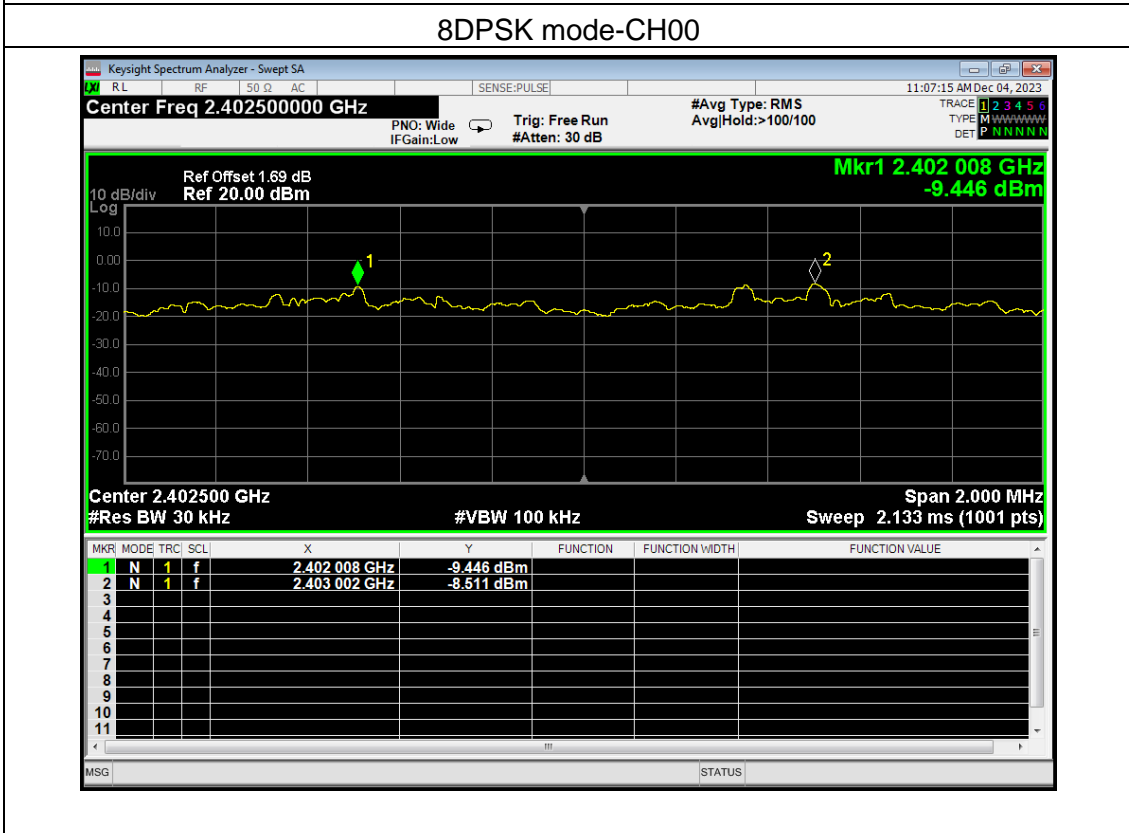 8DPSK mode-CH00
Keysight Spectrum Analyzer - Swept SA
LXI RL RF 50 Ω AC SENSE:PULSE 11:07:15 AM Dec 04, 2023
Center Freq 2.402500000 GHz
PNO: Wide
IFGain:Low
Trig: Free Run
#Atten: 30 dB
#Avg Type: RMS
Avg|Hold:>100/100
TRACE 1 2 3 4 5 6
TYPE M WWWWW
DET P N N N N N
Mkr1 2.402 008 GHz
-9.446 dBm
Ref Offset 1.69 dB
10 dB/div Ref 20.00 dBm
Log
10.0
0.00
-10.0
-20.0
-30.0
-40.0
-50.0
-60.0
-70.0
1
2
Center 2.402500 GHz Span 2.000 MHz
#Res BW 30 kHz #VBW 100 kHz Sweep 2.133 ms (1001 pts)
MKR MODE TRC SCL X Y FUNCTION FUNCTION WIDTH FUNCTION VALUE
1 N 1 f 2.402 008 GHz -9.446 dBm
2 N 1 f 2.403 002 GHz -8.511 dBm
3
4
5
6
7
8
9
10
11
MSG STATUS